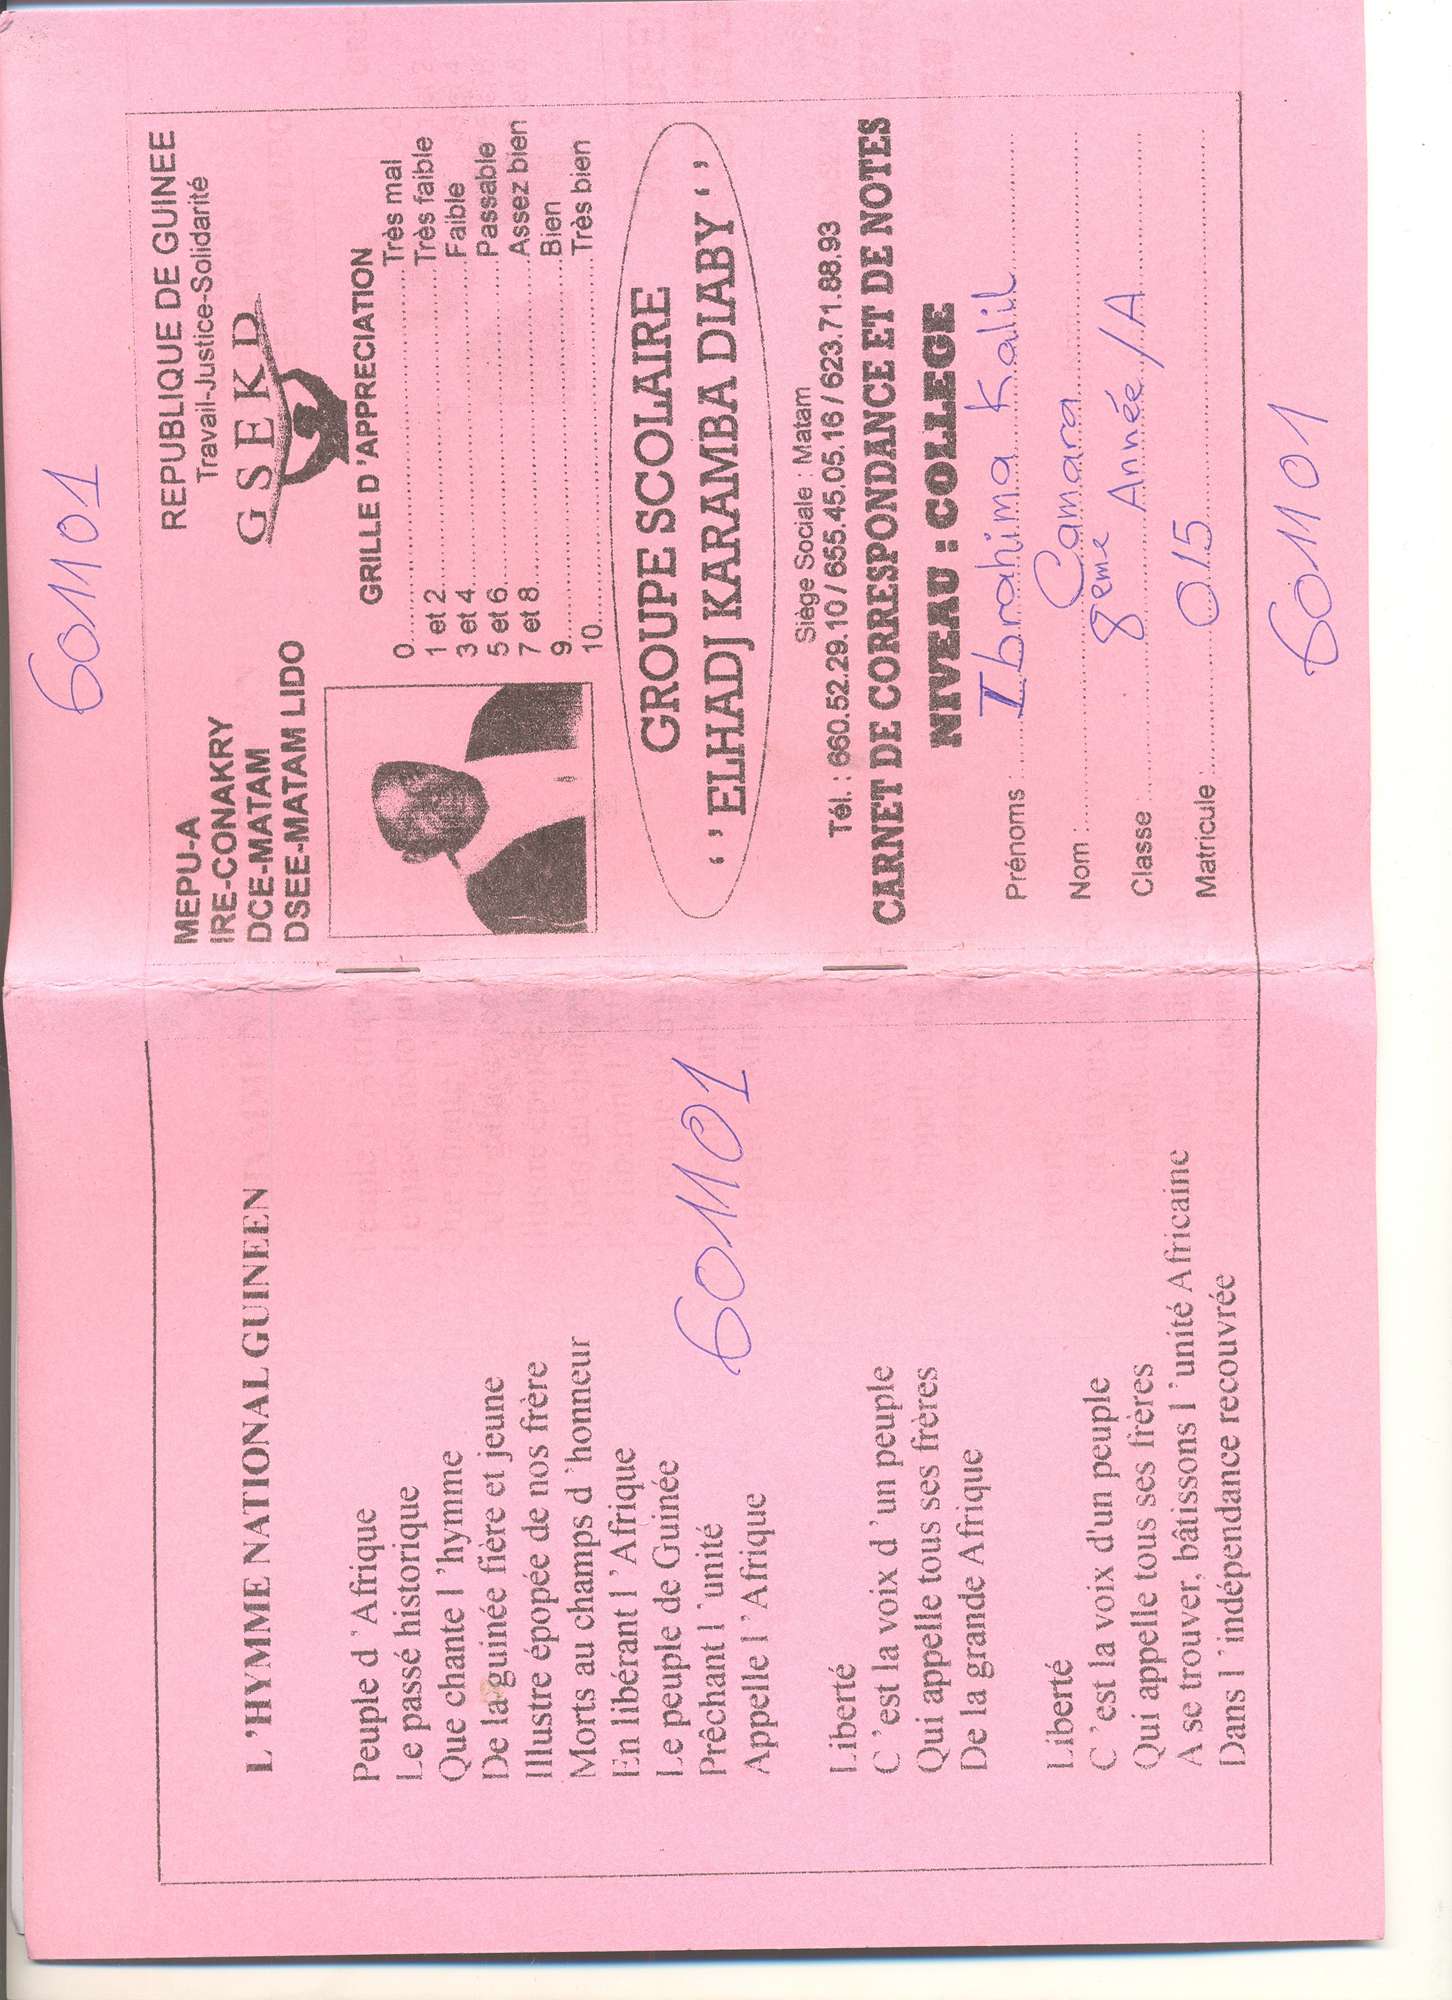 601101
MEPU-A
IRE-CONAKRY
DCE-MATAM
DSEE-MATAM LIDO
REPUBLIQUE DE GUINEE
Travail-Justice-Solidarité
GSEKD
GRILLE D'APPRECIATION
0..........Très mal
1 et 2..........Très faible
3 et 4..........Faible
5 et 6..........Passable
7 et 8..........Assez bien
9..........Bien
10..........Très bien
GROUPE SCOLAIRE
‘ ’ ELHADJ KARAMBA DIABY ‘ ’
Siège Sociale : Matam
Tél. : 660.52.29.10 / 655.45.05.16 / 623.71.88.93
CARNET DE CORRESPONDANCE ET DE NOTES
NIVEAU : COLLEGE
Prénoms : Ibrahima Kalil
Nom : Camara
Classe 8eme Année /A
Matricule : 015
601101
L ’HYMNE NATIONAL GUINEEN
Peuple d ’ Afrique
Le passé historique
Que chante l ’hymne
De la guinée fière et jeune
Illustre épopée de nos frère
Morts au champs d ’honneur
En libérant l ’ Afrique
Le peuple de Guinée
Prêchant l ’unité
Appelle l ’ Afrique
601101
Liberté
C ’est la voix d ’un peuple
Qui appelle tous ses frères
De la grande Afrique
Liberté
C ’est la voix d'un peuple
Qui appelle tous ses frères
A se trouver, bâtissons l ’unité Africaine
Dans l ’ indépendance recouvrée